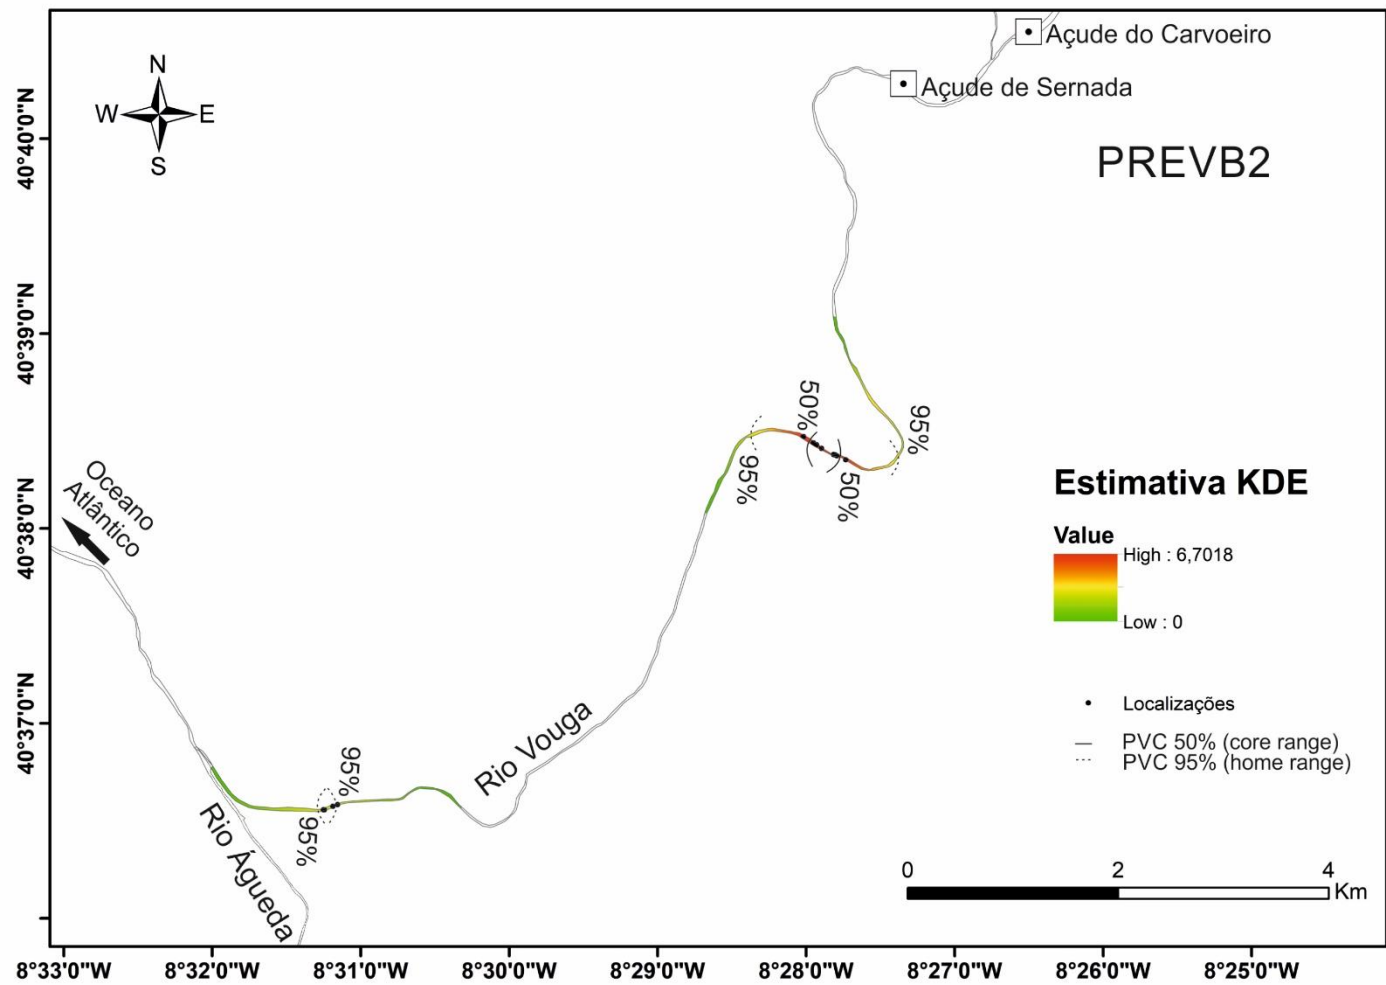 Açude do Carvoeiro
Açude de Sernada
N
W E
S
PREVB2
40°40'0"N
40°39'0"N
40°38'0"N
40°37'0"N
50%
95%
95%
50%
Oceano
Atlântico
Estimativa KDE
Value
High : 6,7018
Low : 0
Localizações
PVC 50% (core range)
PVC 95% (home range)
Rio Vouga
95%
95%
Rio Águeda
0 2 4
Km
8°33'0"W 8°32'0"W 8°31'0"W 8°30'0"W 8°29'0"W 8°28'0"W 8°27'0"W 8°26'0"W 8°25'0"W